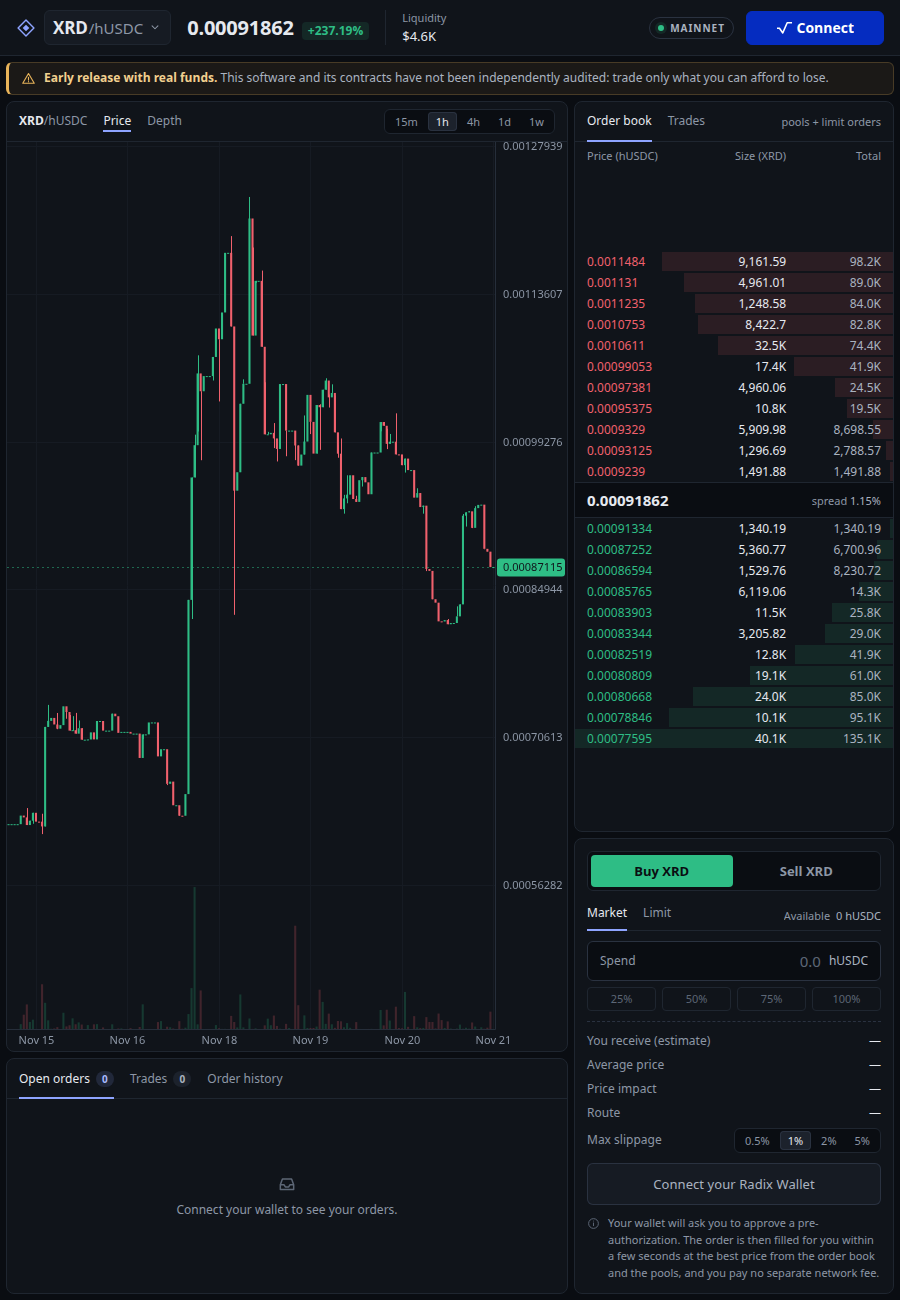 XRD/hUSDC
0.00091862 +237.19%
Liquidity
$4.6K
MAINNET
Connect
Early release with real funds. This software and its contracts have not been independently audited: trade only what you can afford to lose.
XRD/hUSDC Price Depth
15m 1h 4h 1d 1w
0.00127939
0.00113607
0.00099276
0.00087115
0.00084944
0.00070613
0.00056282
Nov 15 Nov 16 Nov 18 Nov 19 Nov 20 Nov 21
Open orders 0 Trades 0 Order history
Connect your wallet to see your orders.
Order book Trades pools + limit orders
Price (hUSDC) Size (XRD) Total
0.0011484 9,161.59 98.2K
0.001131 4,961.01 89.0K
0.0011235 1,248.58 84.0K
0.0010753 8,422.7 82.8K
0.0010611 32.5K 74.4K
0.00099053 17.4K 41.9K
0.00097381 4,960.06 24.5K
0.00095375 10.8K 19.5K
0.0009329 5,909.98 8,698.55
0.00093125 1,296.69 2,788.57
0.0009239 1,491.88 1,491.88
0.00091862 spread 1.15%
0.00091334 1,340.19 1,340.19
0.00087252 5,360.77 6,700.96
0.00086594 1,529.76 8,230.72
0.00085765 6,119.06 14.3K
0.00083903 11.5K 25.8K
0.00083344 3,205.82 29.0K
0.00082519 12.8K 41.9K
0.00080809 19.1K 61.0K
0.00080668 24.0K 85.0K
0.00078846 10.1K 95.1K
0.00077595 40.1K 135.1K
Buy XRD Sell XRD
Market Limit Available 0 hUSDC
Spend 0.0 hUSDC
25% 50% 75% 100%
You receive (estimate) —
Average price —
Price impact —
Route —
Max slippage 0.5% 1% 2% 5%
Connect your Radix Wallet
Your wallet will ask you to approve a pre-
authorization. The order is then filled for you within
a few seconds at the best price from the order book
and the pools, and you pay no separate network fee.